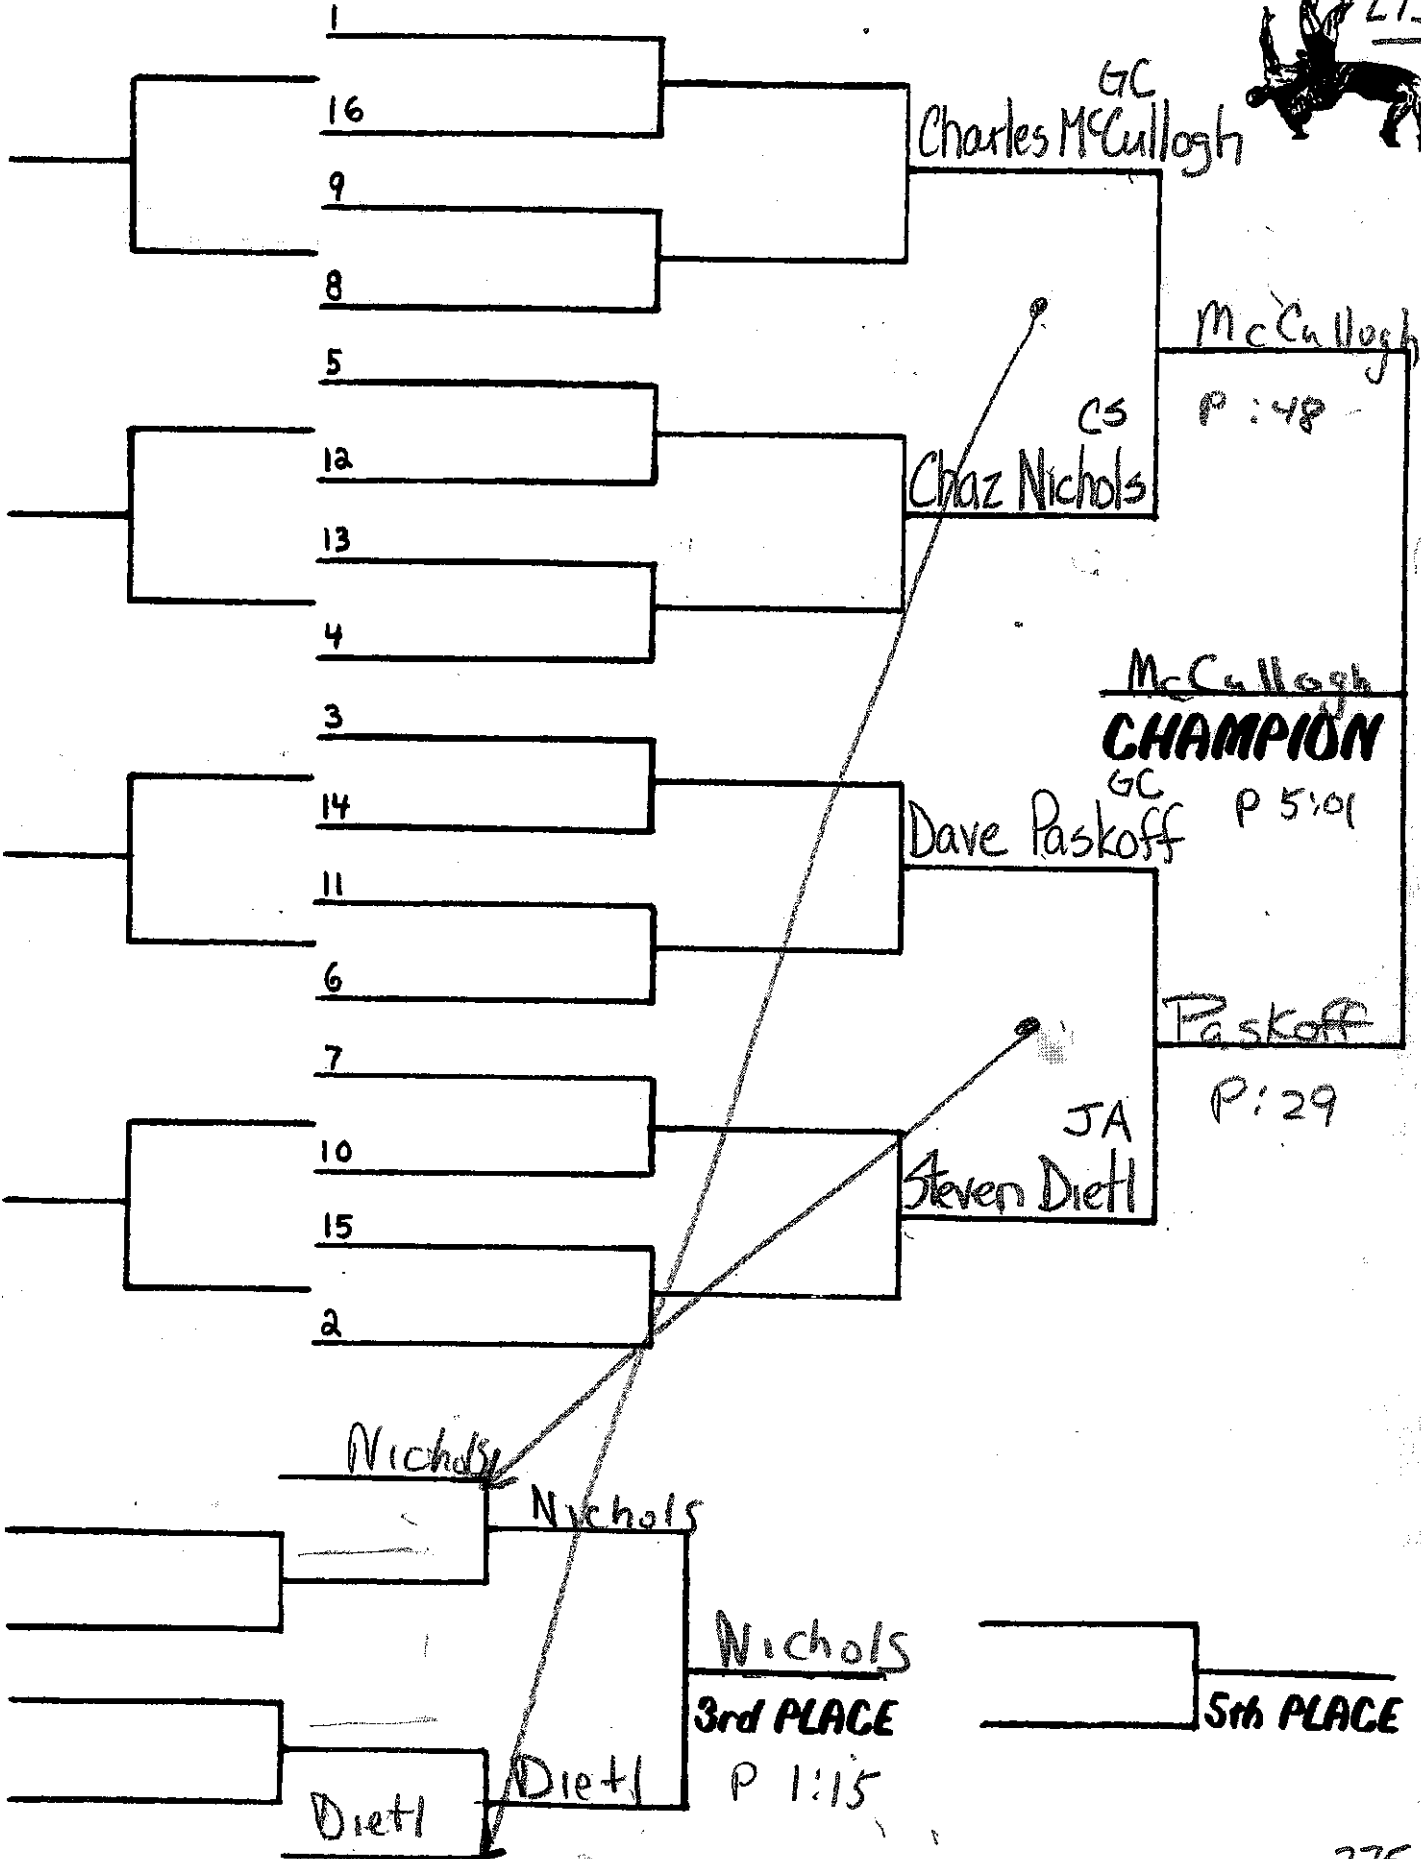 1
16
9
8
5
12
13
4
3
14
11
6
7
10
15
2
GC
Charles McCullogh
CS
Chaz Nichols
GC
Dave Paskoff
JA
Steven Dietl
McCullogh
P :48
Paskoff
P :29
McCullogh
CHAMPION
P 5:01
Nichols
Nichols
Dietl
Dietl
Nichols
3rd PLACE
P 1:15
5th PLACE